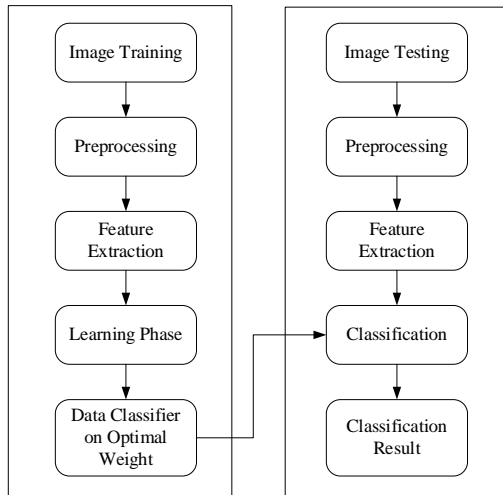 Image Training
Preprocessing
Feature
Extraction
Learning Phase
Data Classifier
on Optimal
Weight
Image Testing
Preprocessing
Feature
Extraction
Classification
Classification
Result